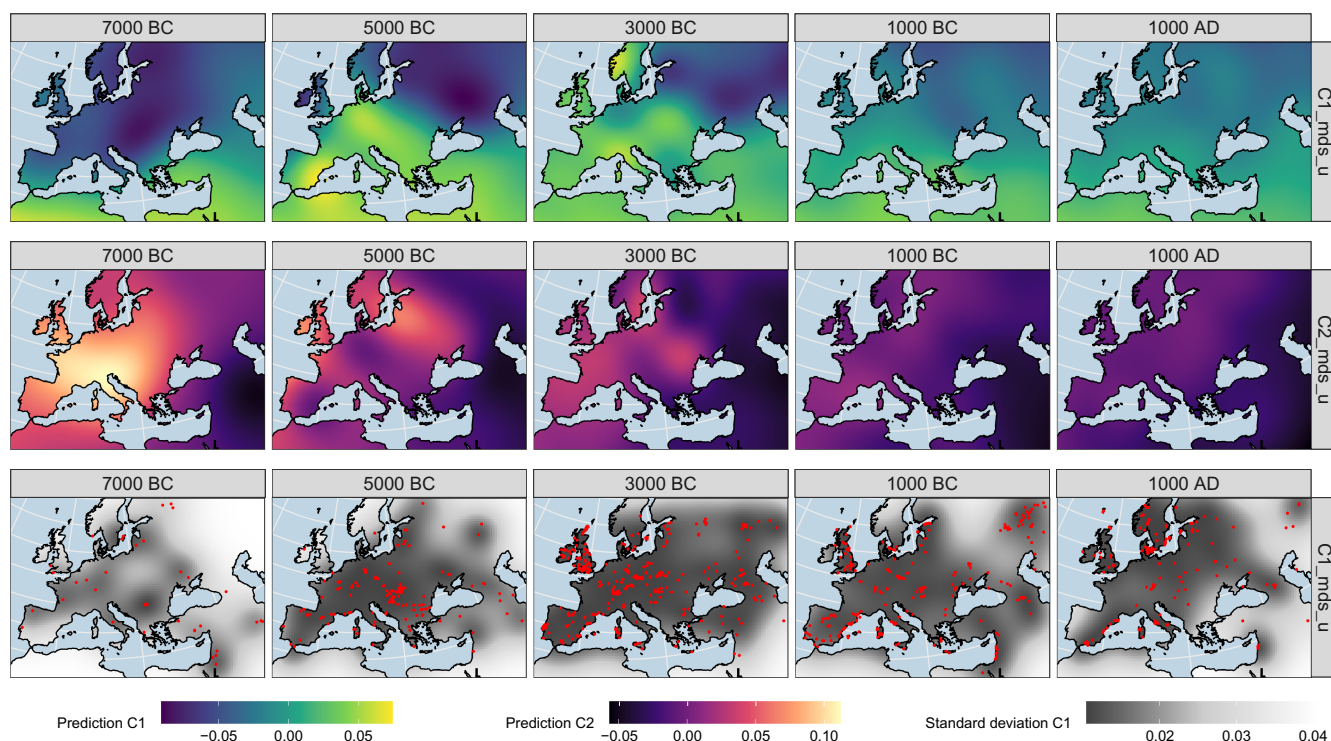 7000 BC 5000 BC 3000 BC 1000 BC 1000 AD
C1_mds_u
7000 BC 5000 BC 3000 BC 1000 BC 1000 AD
C2_mds_u
7000 BC 5000 BC 3000 BC 1000 BC 1000 AD
C1_mds_u
Prediction C1 Prediction C2 Standard deviation C1
−0.05 0.00 0.05 −0.05 0.00 0.05 0.10 0.02 0.03 0.04